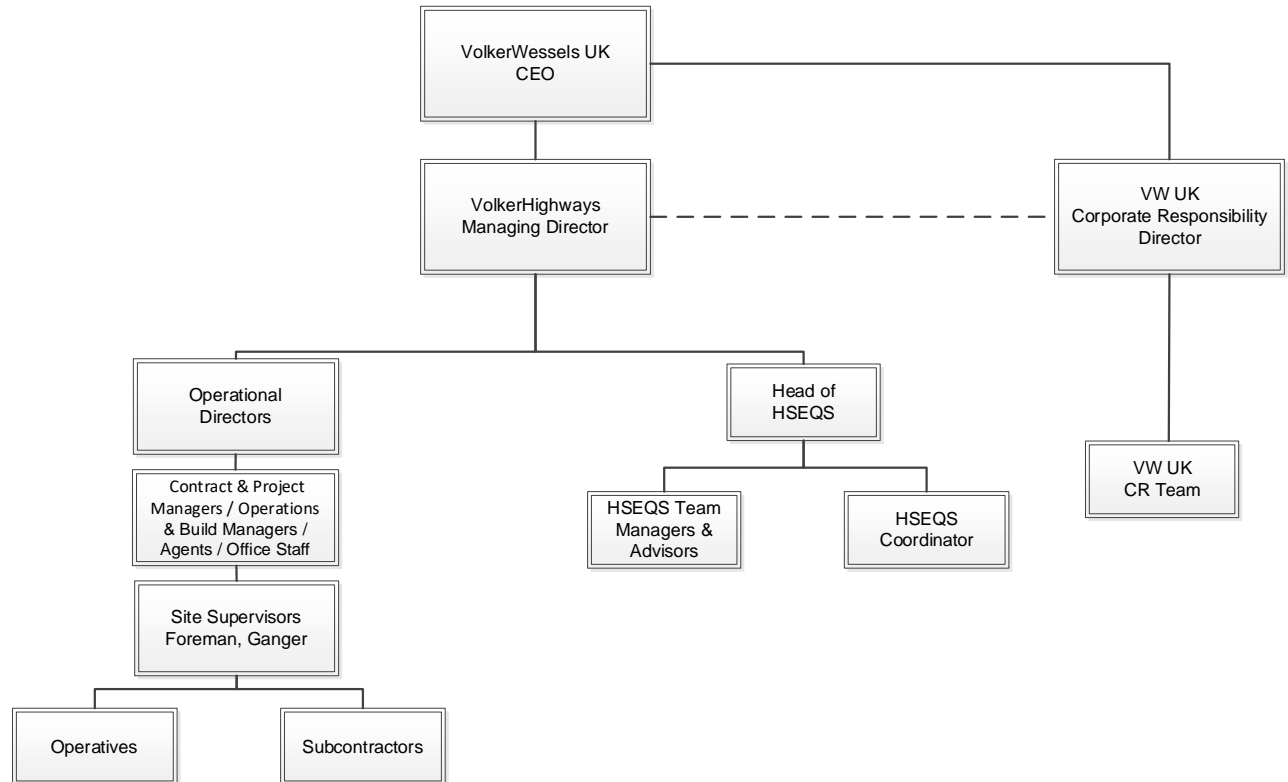 VolkerWessels UK
CEO
VolkerHighways
Managing Director
VW UK
Corporate Responsibility
Director
Operational
Directors
Head of
HSEQS
Contract & Project
Managers / Operations
& Build Managers /
Agents / Office Staff
HSEQS Team
Managers &
Advisors
HSEQS
Coordinator
VW UK
CR Team
Site Supervisors
Foreman, Ganger
Operatives
Subcontractors